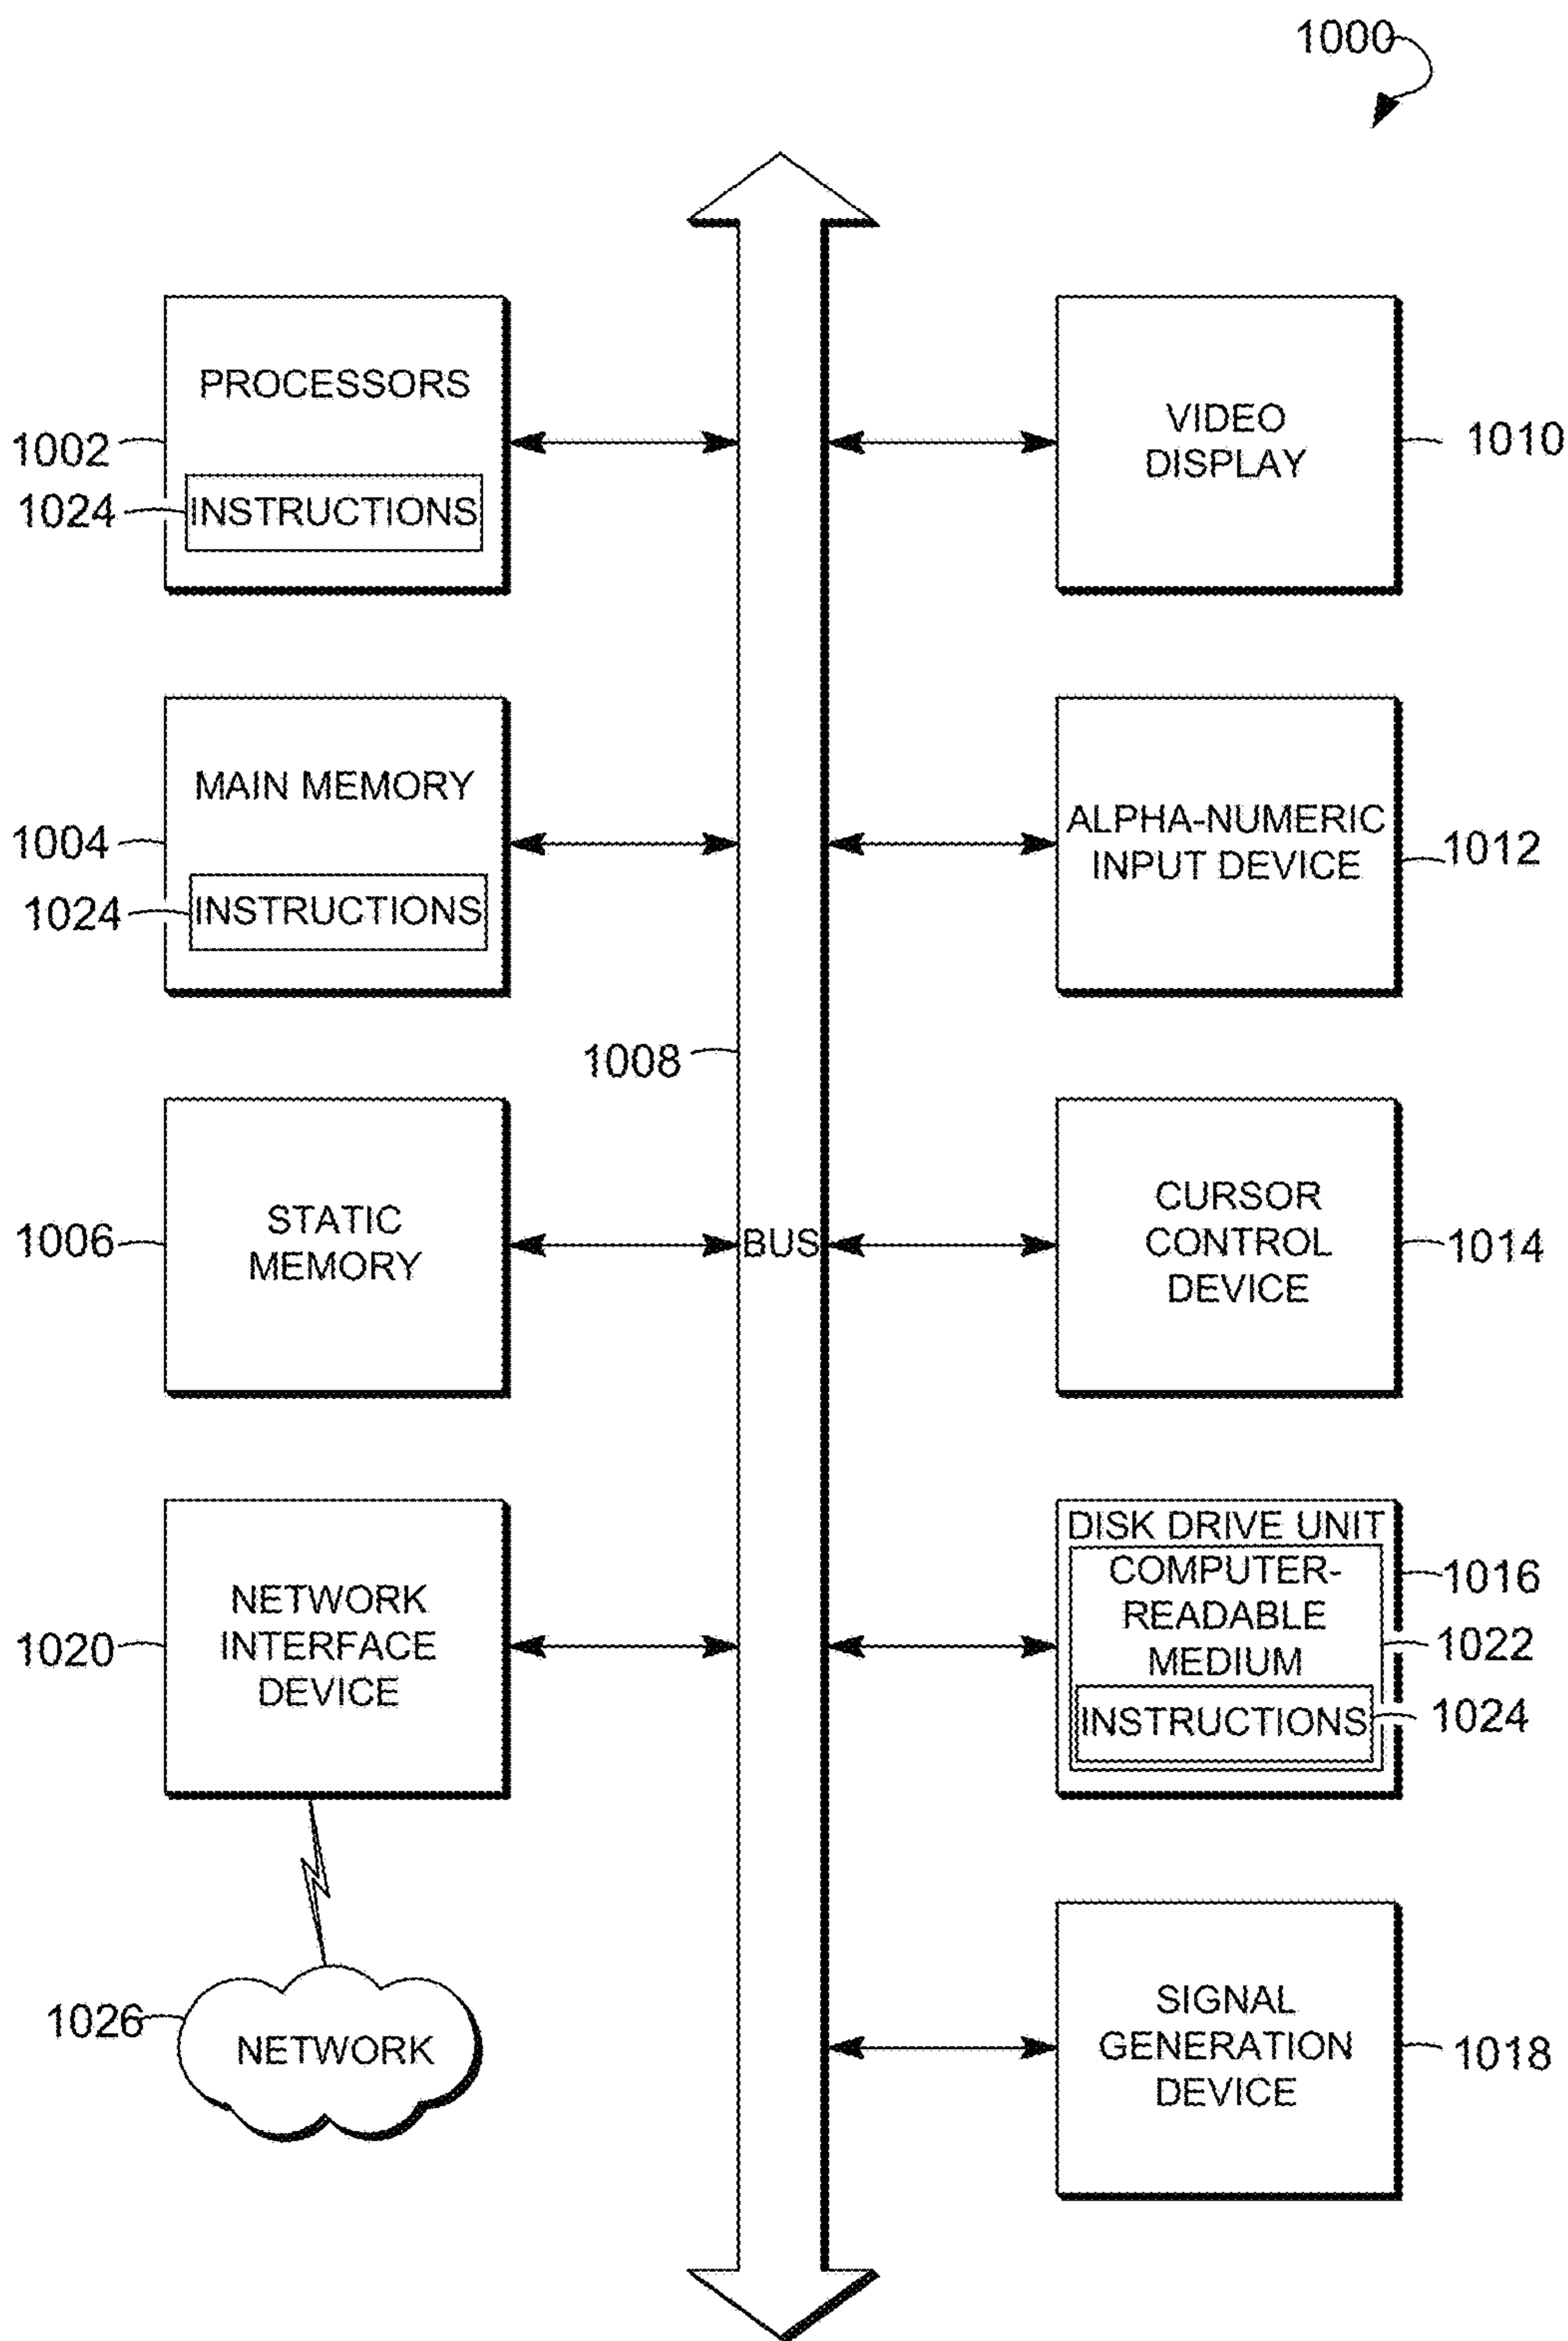 1000
PROCESSORS
1002
1024
INSTRUCTIONS
VIDEO
DISPLAY
1010
MAIN MEMORY
1004
1024
INSTRUCTIONS
ALPHA-NUMERIC
INPUT DEVICE
1012
1008
BUS
STATIC
MEMORY
1006
CURSOR
CONTROL
DEVICE
1014
NETWORK
INTERFACE
DEVICE
1020
DISK DRIVE UNIT
COMPUTER-
READABLE
MEDIUM
INSTRUCTIONS
1016
1022
1024
1026
NETWORK
SIGNAL
GENERATION
DEVICE
1018